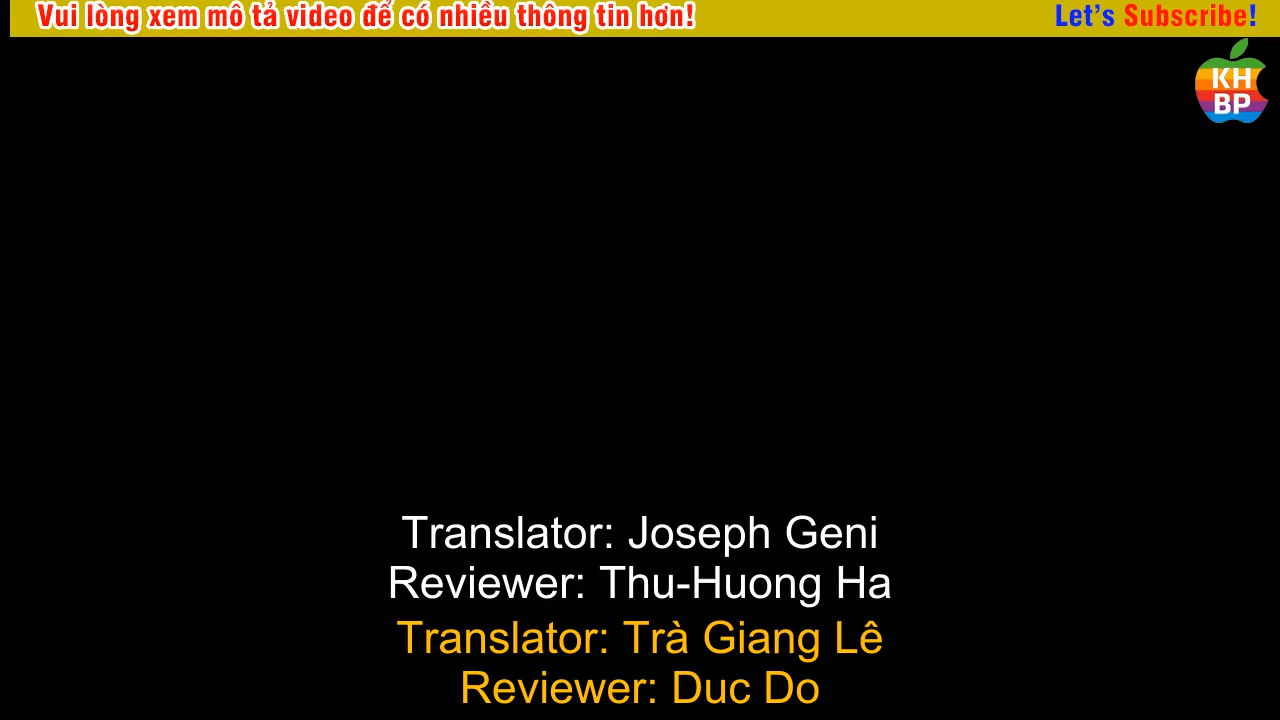 Vui lòng xem mô tả video để có nhiều thông tin hơn!
Let’s Subscribe!
KH
BP
Translator: Joseph Geni
Reviewer: Thu-Huong Ha
Translator: Trà Giang Lê
Reviewer: Duc Do